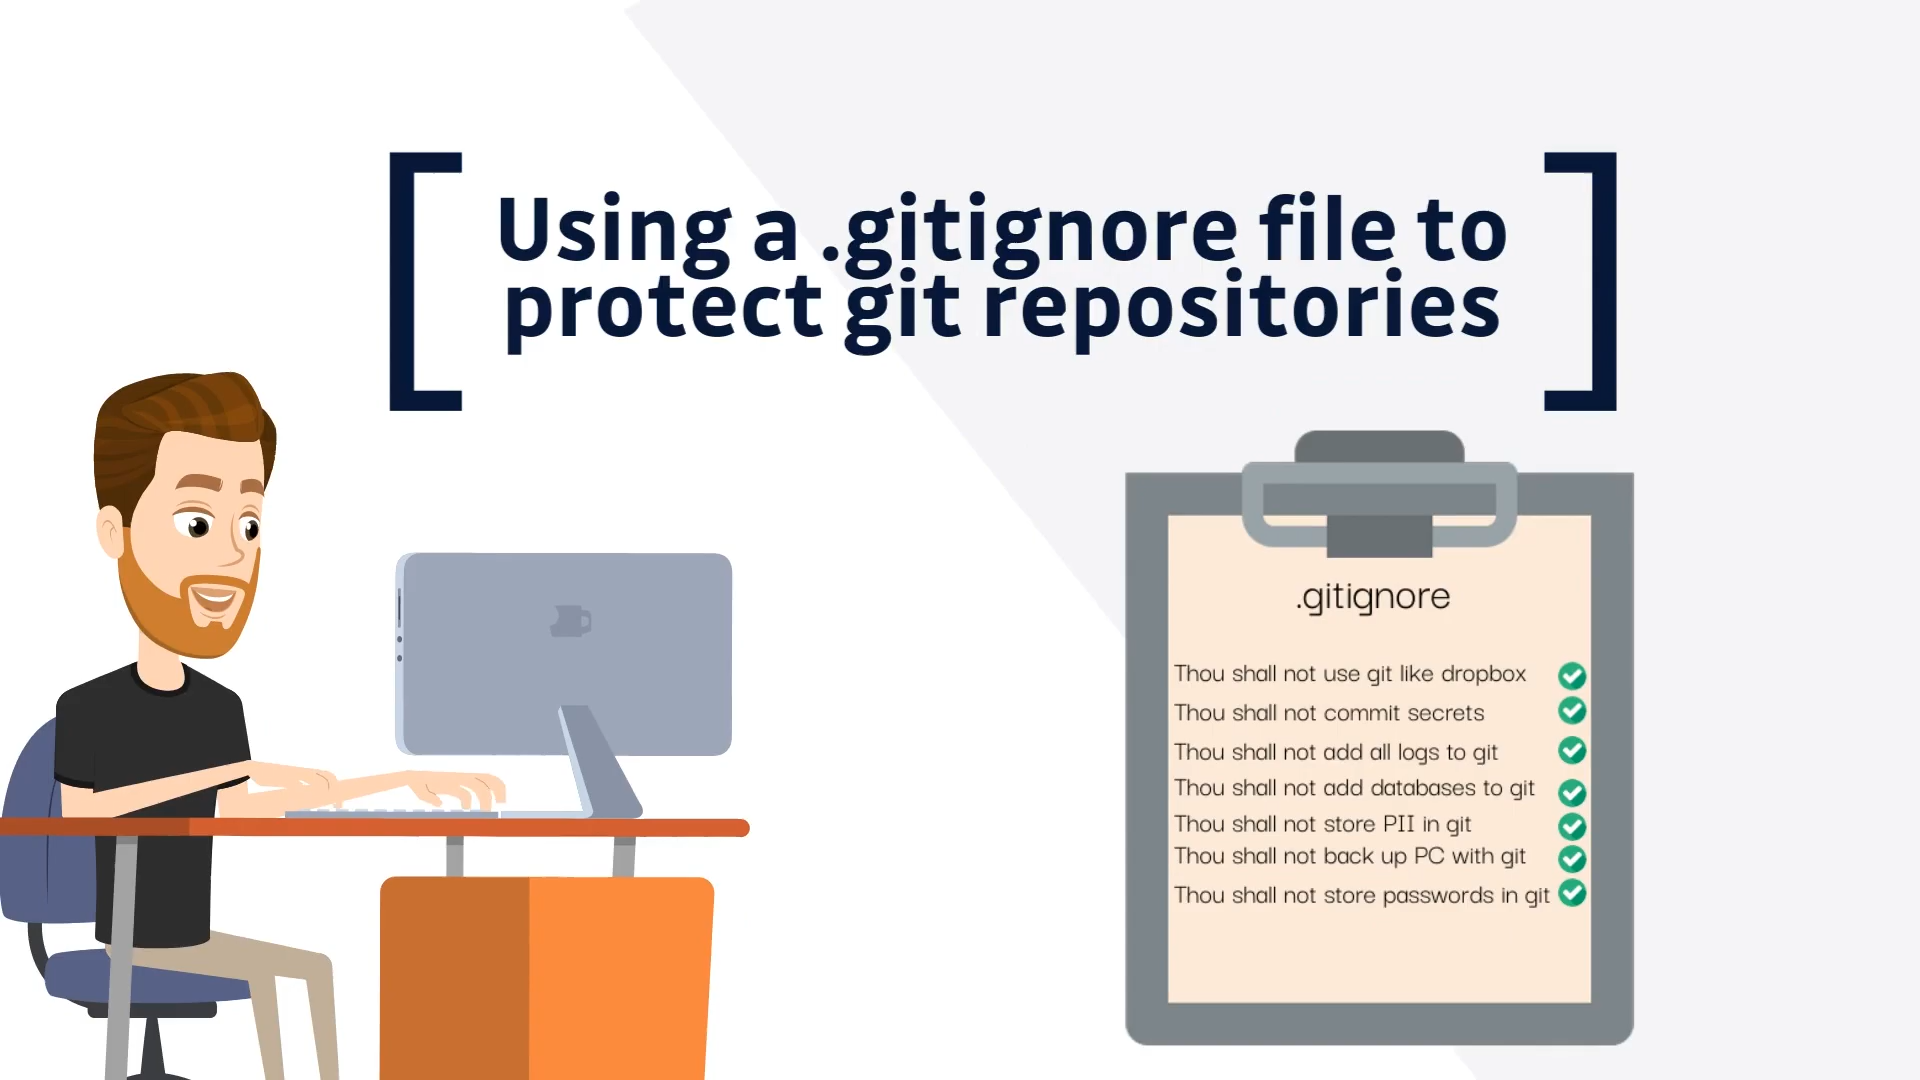 Using a .gitignore file to
protect git repositories
.gitignore
Thou shall not use git like dropbox
Thou shall not commit secrets
Thou shall not add all logs to git
Thou shall not add databases to git
Thou shall not store PII in git
Thou shall not back up PC with git
Thou shall not store passwords in git